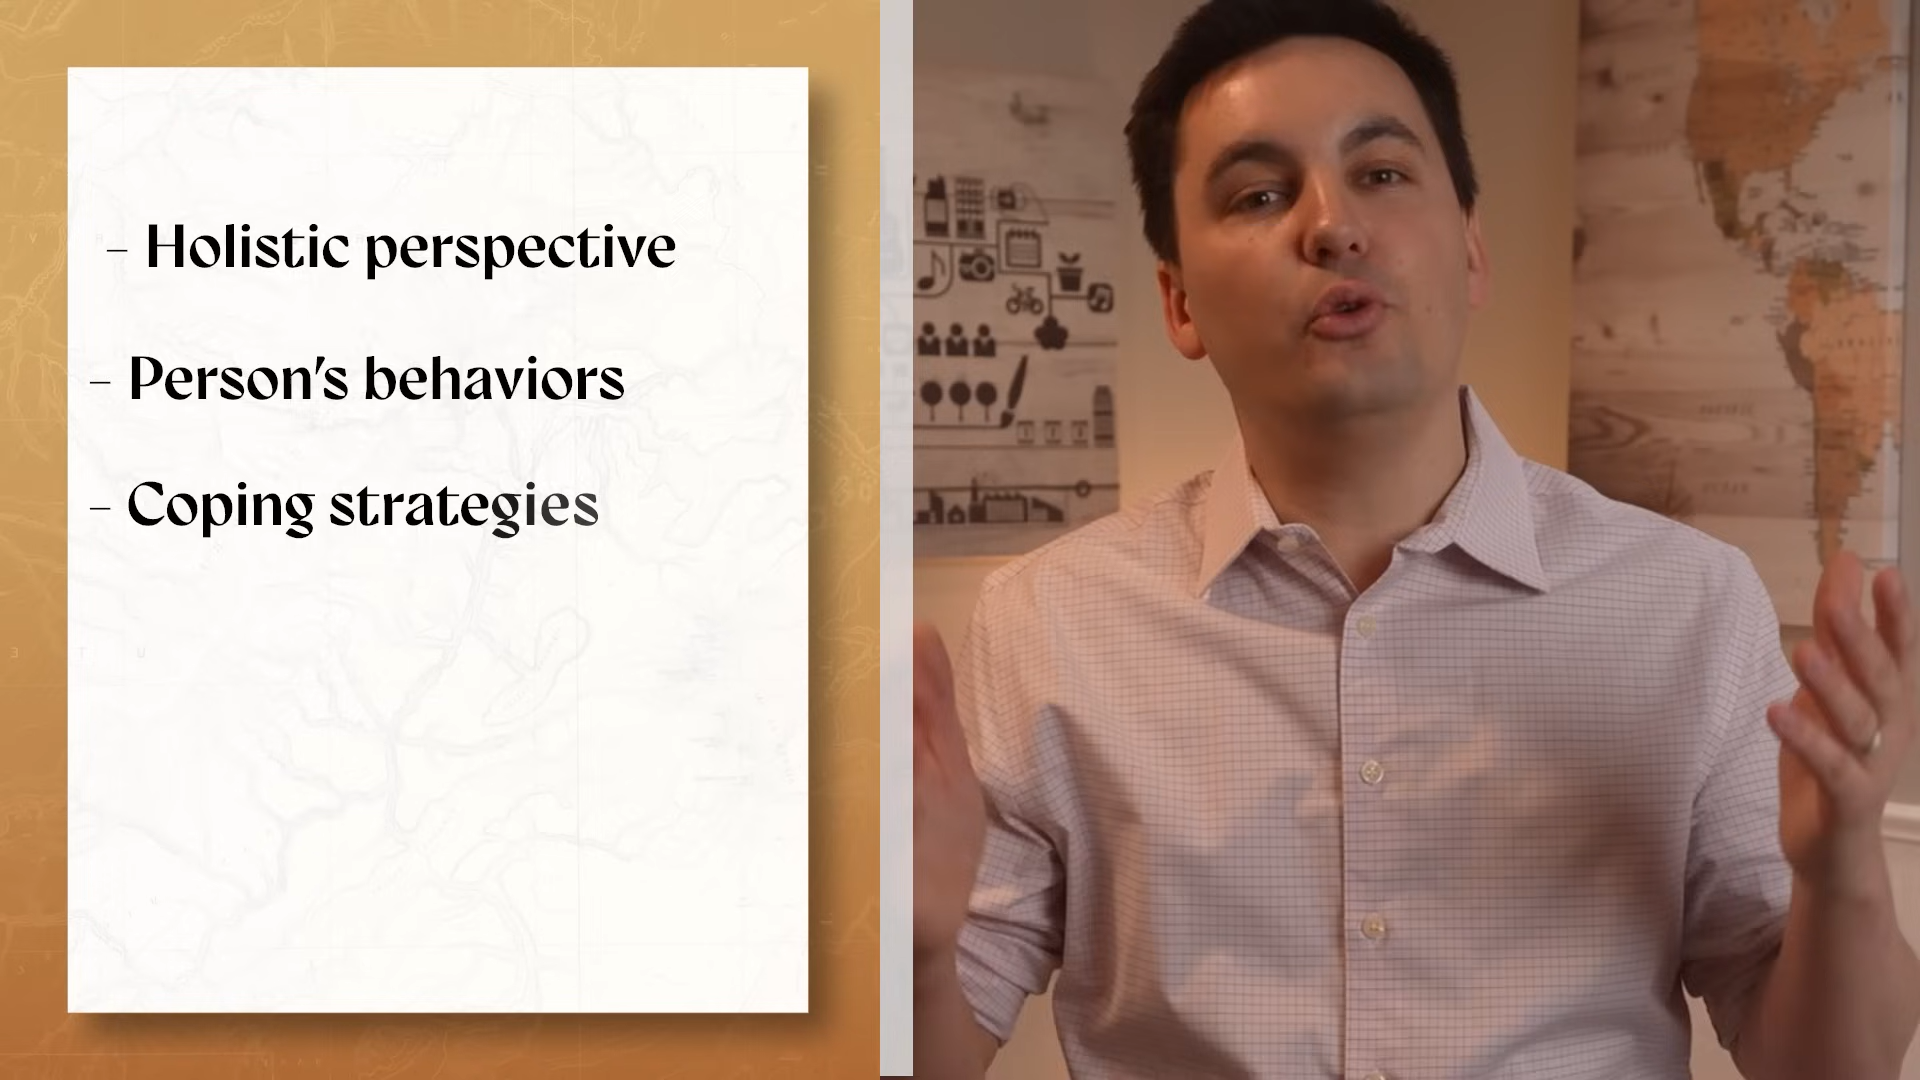 – Holistic perspective
– Person's behaviors
– Coping strategies